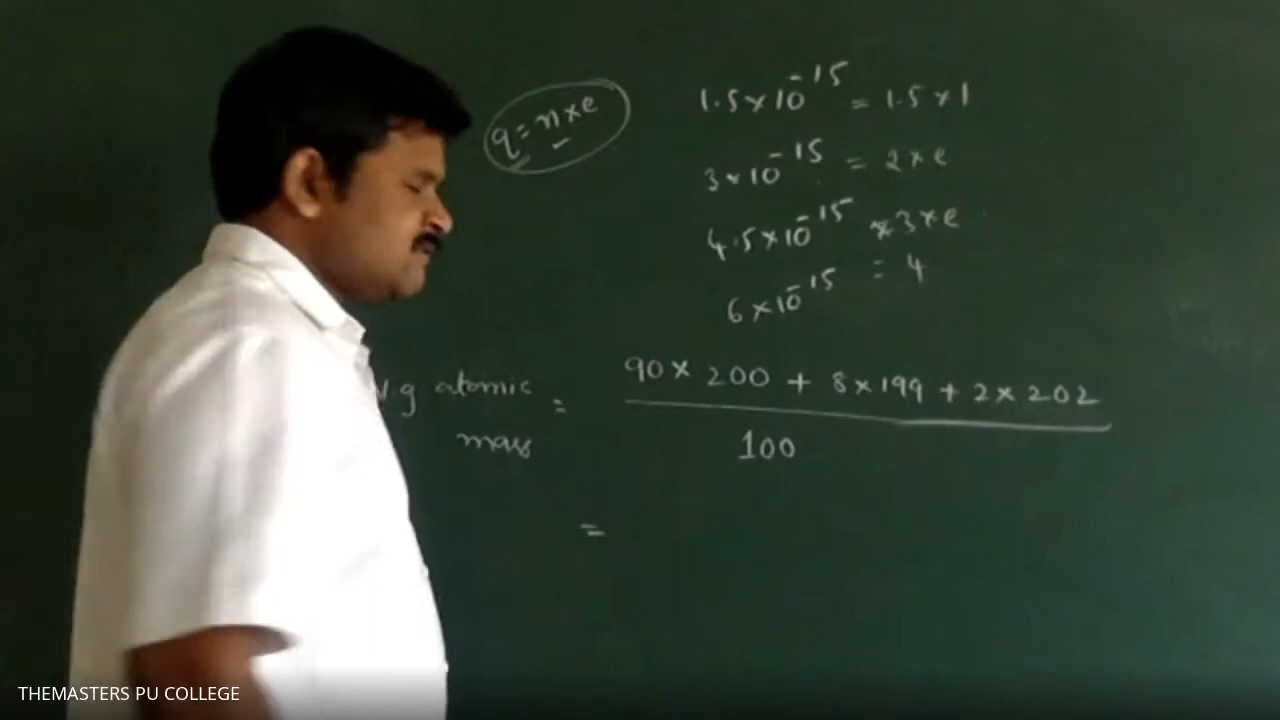 q = n × e
1.5 × 10⁻¹⁵ = 1.5 × 1
3 × 10⁻¹⁵ = 2 × e
4.5 × 10⁻¹⁵ × 3 × e
6 × 10⁻¹⁵ = 4
atomic mass = 90 × 200 + 8 × 199 + 2 × 202
100
=
THEMASTERS PU COLLEGE